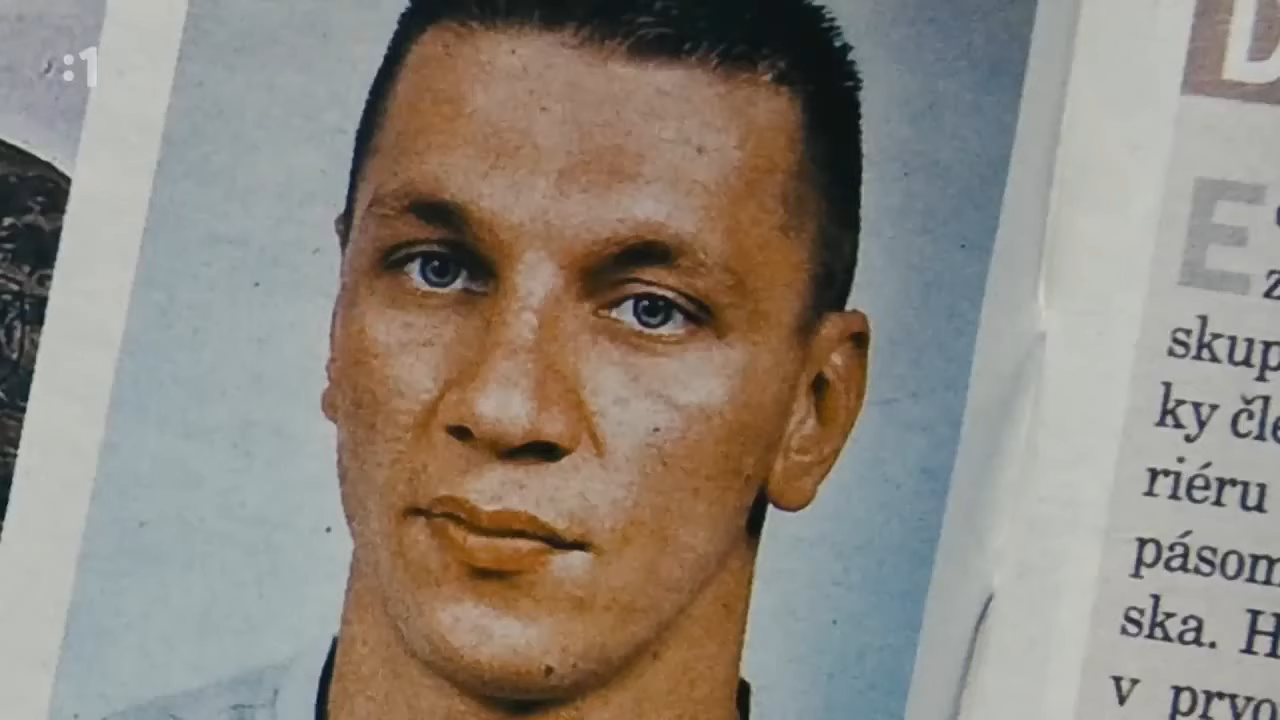 :1
skup
ky čle
riéru
pásom
ska. H
v prvo